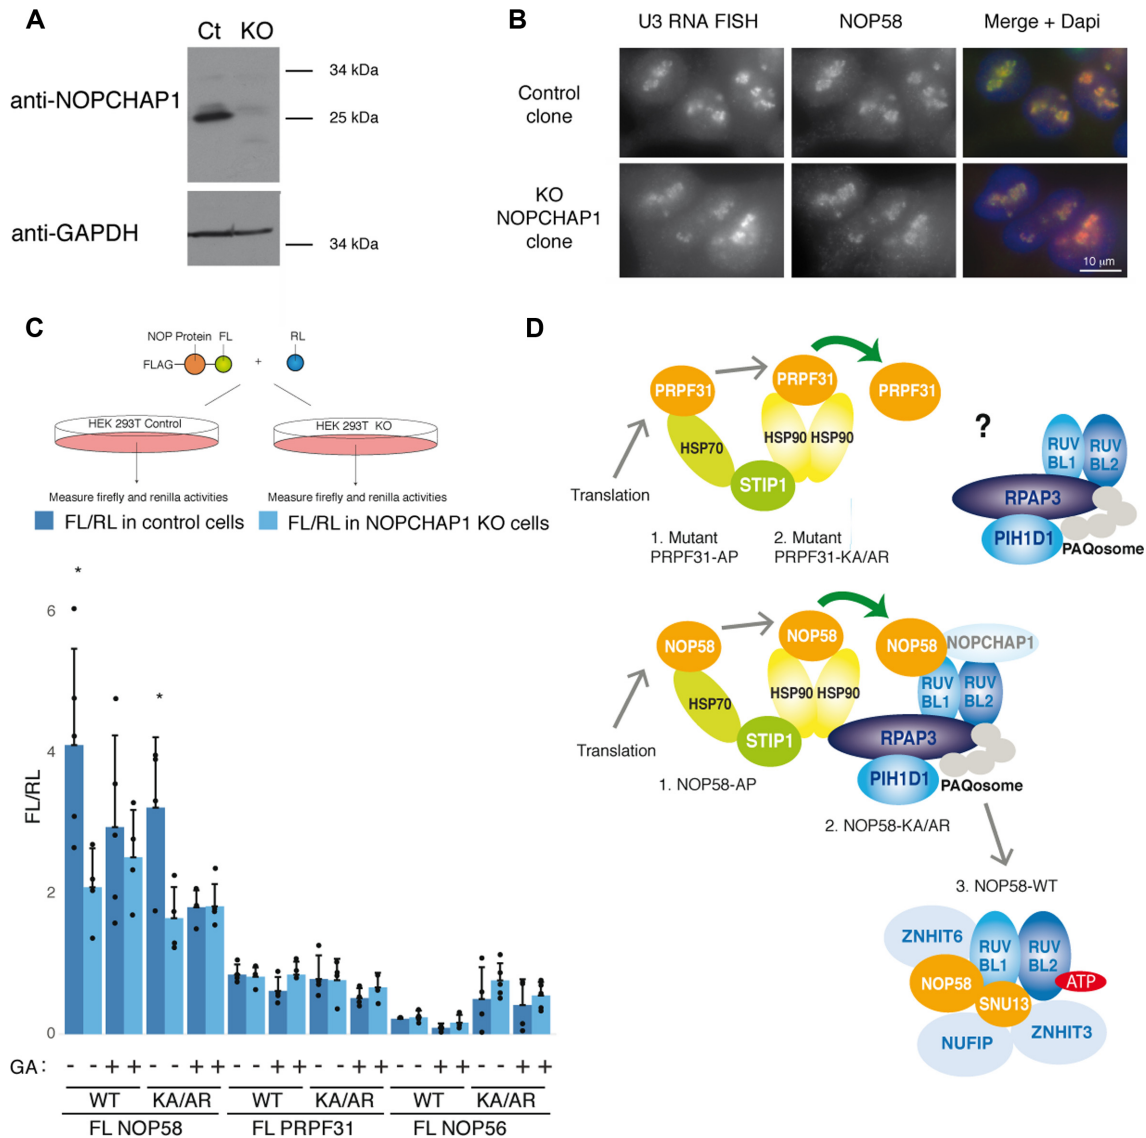 A
Ct KO
anti-NOPCHAP1
34 kDa
25 kDa
anti-GAPDH
34 kDa
B
U3 RNA FISH NOP58 Merge + Dapi
Control
clone
KO
NOPCHAP1
clone
10 µm
C
NOP Protein FL RL
FLAG
+
HEK 293T Control HEK 293T KO
Measure firefly and renilla activities Measure firefly and renilla activities
FL/RL in control cells FL/RL in NOPCHAP1 KO cells
*
*
FL/RL
6
4
2
0
GA: - - + + - - + + - - + + - - + + - - + + - - + +
WT KA/AR WT KA/AR WT KA/AR
FL NOP58 FL PRPF31 FL NOP56
D
PRPF31
HSP70
STIP1
PRPF31
HSP90 HSP90
PRPF31
Translation
1. Mutant
PRPF31-AP
2. Mutant
PRPF31-KA/AR
?
RUV
BL1
RUV
BL2
RPAP3
PIH1D1
PAQosome
NOP58
HSP70
STIP1
NOP58
HSP90 HSP90
NOP58
NOPCHAP1
RUV
BL1
RUV
BL2
RPAP3
PIH1D1
PAQosome
Translation
1. NOP58-AP
2. NOP58-KA/AR
3. NOP58-WT
ZNHIT6
RUV
BL1
RUV
BL2
NOP58
ATP
SNU13
NUFIP
ZNHIT3